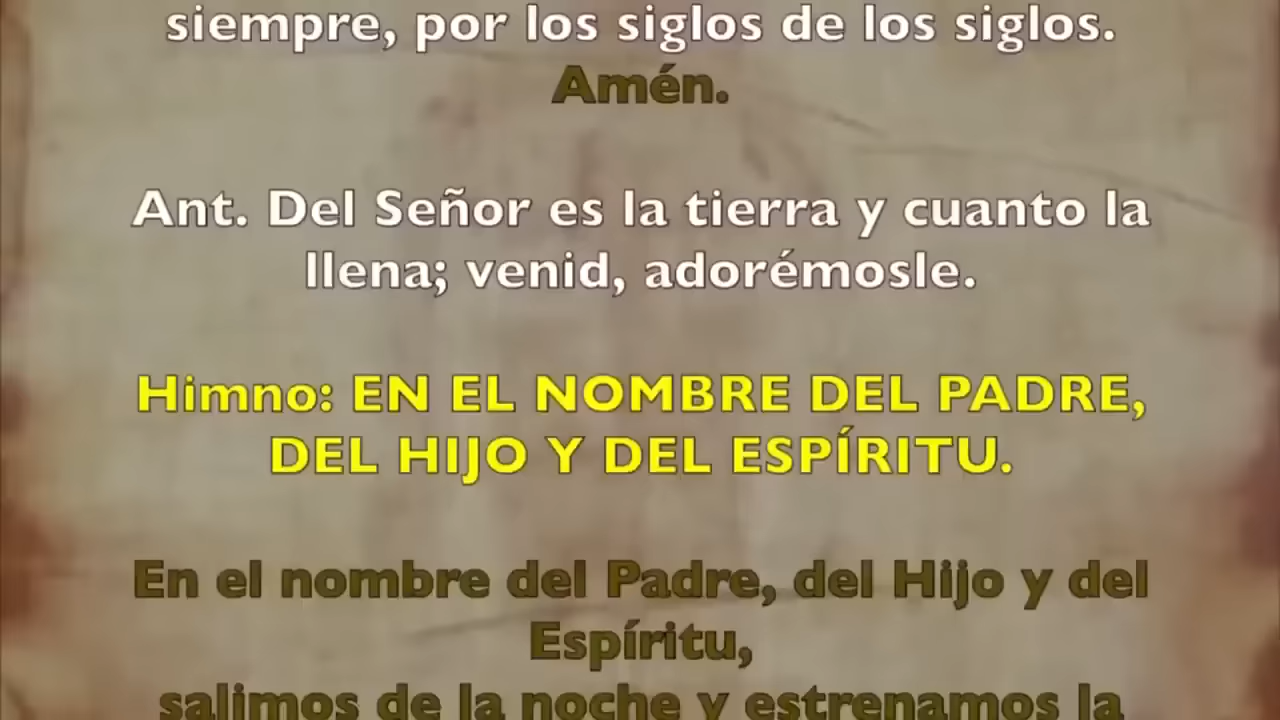 siempre, por los siglos de los siglos.
Amén.
Ant. Del Señor es la tierra y cuanto la
llena; venid, adorémosle.
Himno: EN EL NOMBRE DEL PADRE,
DEL HIJO Y DEL ESPÍRITU.
En el nombre del Padre, del Hijo y del
Espíritu,
salimos de la noche y estrenamos la